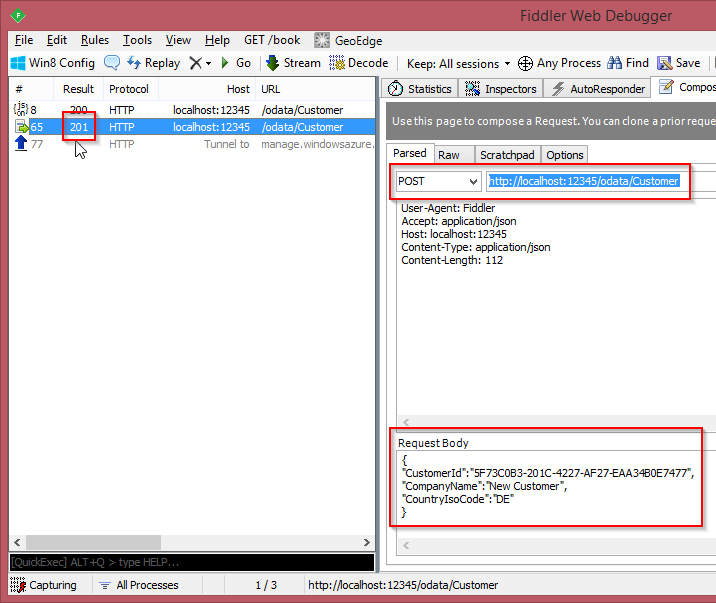 Fiddler Web Debugger
File Edit Rules Tools View Help GET /book GeoEdge
Win8 Config Replay Go Stream Decode Keep: All sessions Any Process Find Save
# Result Protocol Host URL
8 200 HTTP localhost:12345 /odata/Customer
65 201 HTTP localhost:12345 /odata/Customer
77 HTTP Tunnel to manage.windowsazure.
Statistics Inspectors AutoResponder Compos
Use this page to compose a Request. You can clone a prior reque
Parsed Raw Scratchpad Options
POST http://localhost:12345/odata/Customer
User-Agent: Fiddler
Accept: application/json
Host: localhost:12345
Content-Type: application/json
Content-Length: 112
Request Body
{
"CustomerId":"5F73C0B3-201C-4227-AF27-EAA34B0E7477",
"CompanyName":"New Customer",
"CountryIsoCode":"DE"
}
[QuickExec] ALT+Q > type HELP...
Capturing All Processes 1 / 3 http://localhost:12345/odata/Customer